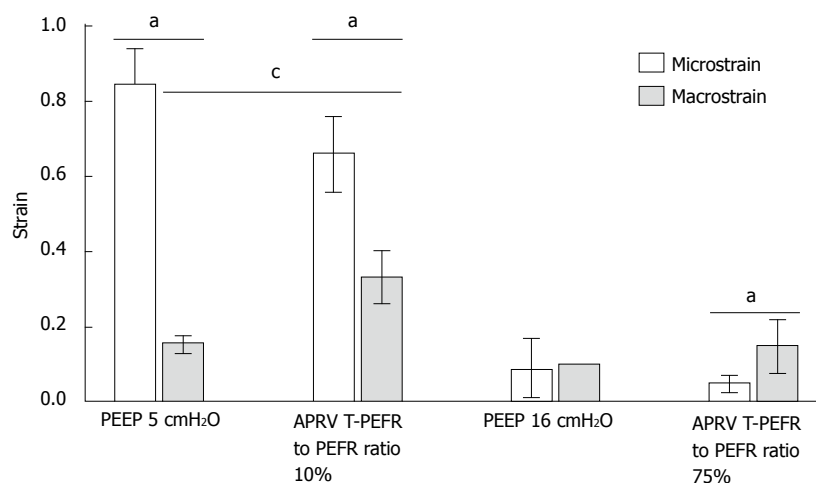 1.0
0.8
0.6
0.4
0.2
0.0
Strain
a
a
c
a
Microstrain
Macrostrain
PEEP 5 cmH₂O
APRV T-PEFR
to PEFR ratio
10%
PEEP 16 cmH₂O
APRV T-PEFR
to PEFR ratio
75%